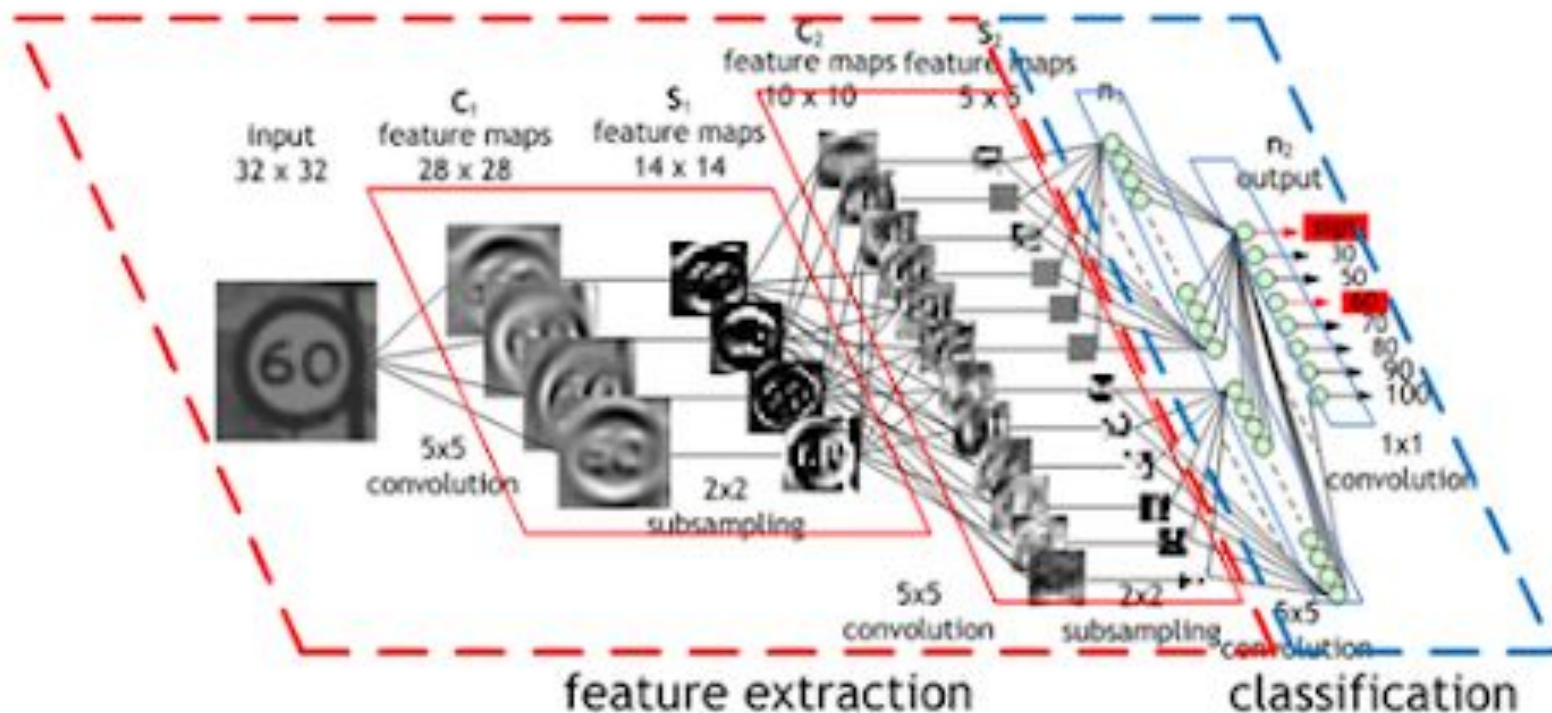 input
32 x 32
C₁
feature maps
28 x 28
S₁
feature maps
14 x 14
C₂
feature maps
10 x 10
S₂
feature maps
5 x 5
n₁
n₂
output
30
50
60
70
80
90
100
60
5x5
convolution
2x2
subsampling
5x5
convolution
2x2
subsampling
5x5
convolution
1x1
convolution
feature extraction
classification